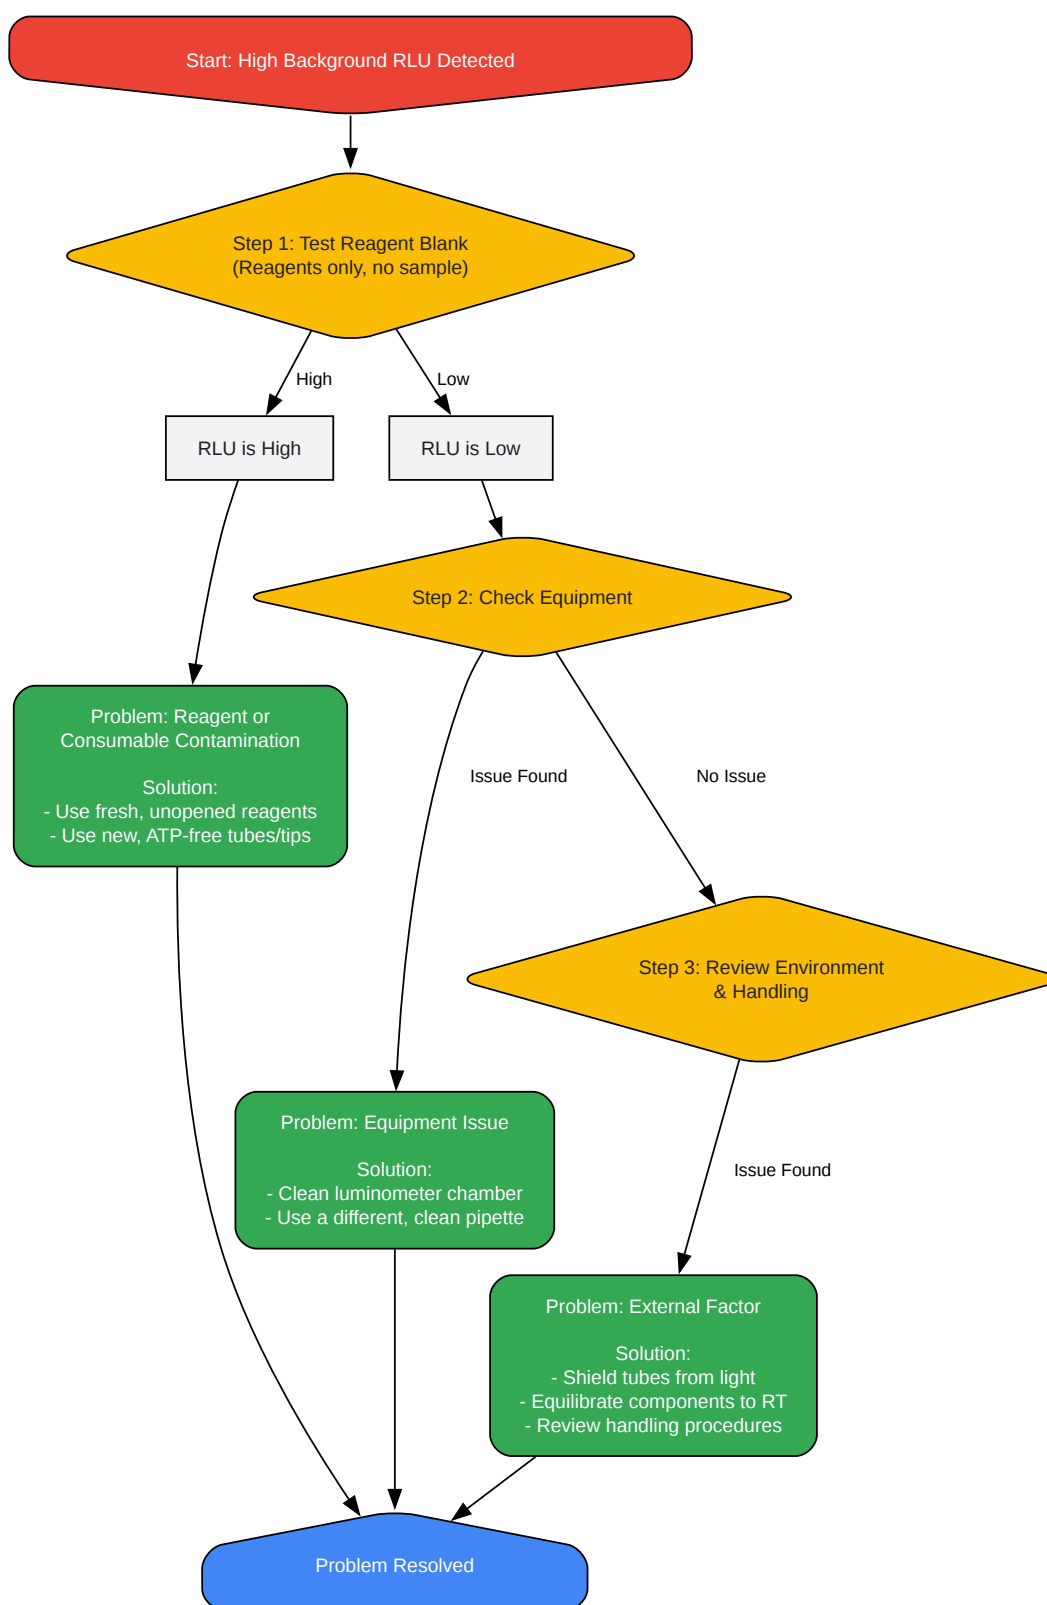 Start: High Background RLU Detected
Step 1: Test Reagent Blank
(Reagents only, no sample)
High
Low
RLU is High
RLU is Low
Step 2: Check Equipment
Problem: Reagent or
Consumable Contamination
Solution:
- Use fresh, unopened reagents
- Use new, ATP-free tubes/tips
Issue Found
No Issue
Step 3: Review Environment
& Handling
Problem: Equipment Issue
Solution:
- Clean luminometer chamber
- Use a different, clean pipette
Issue Found
Problem: External Factor
Solution:
- Shield tubes from light
- Equilibrate components to RT
- Review handling procedures
Problem Resolved